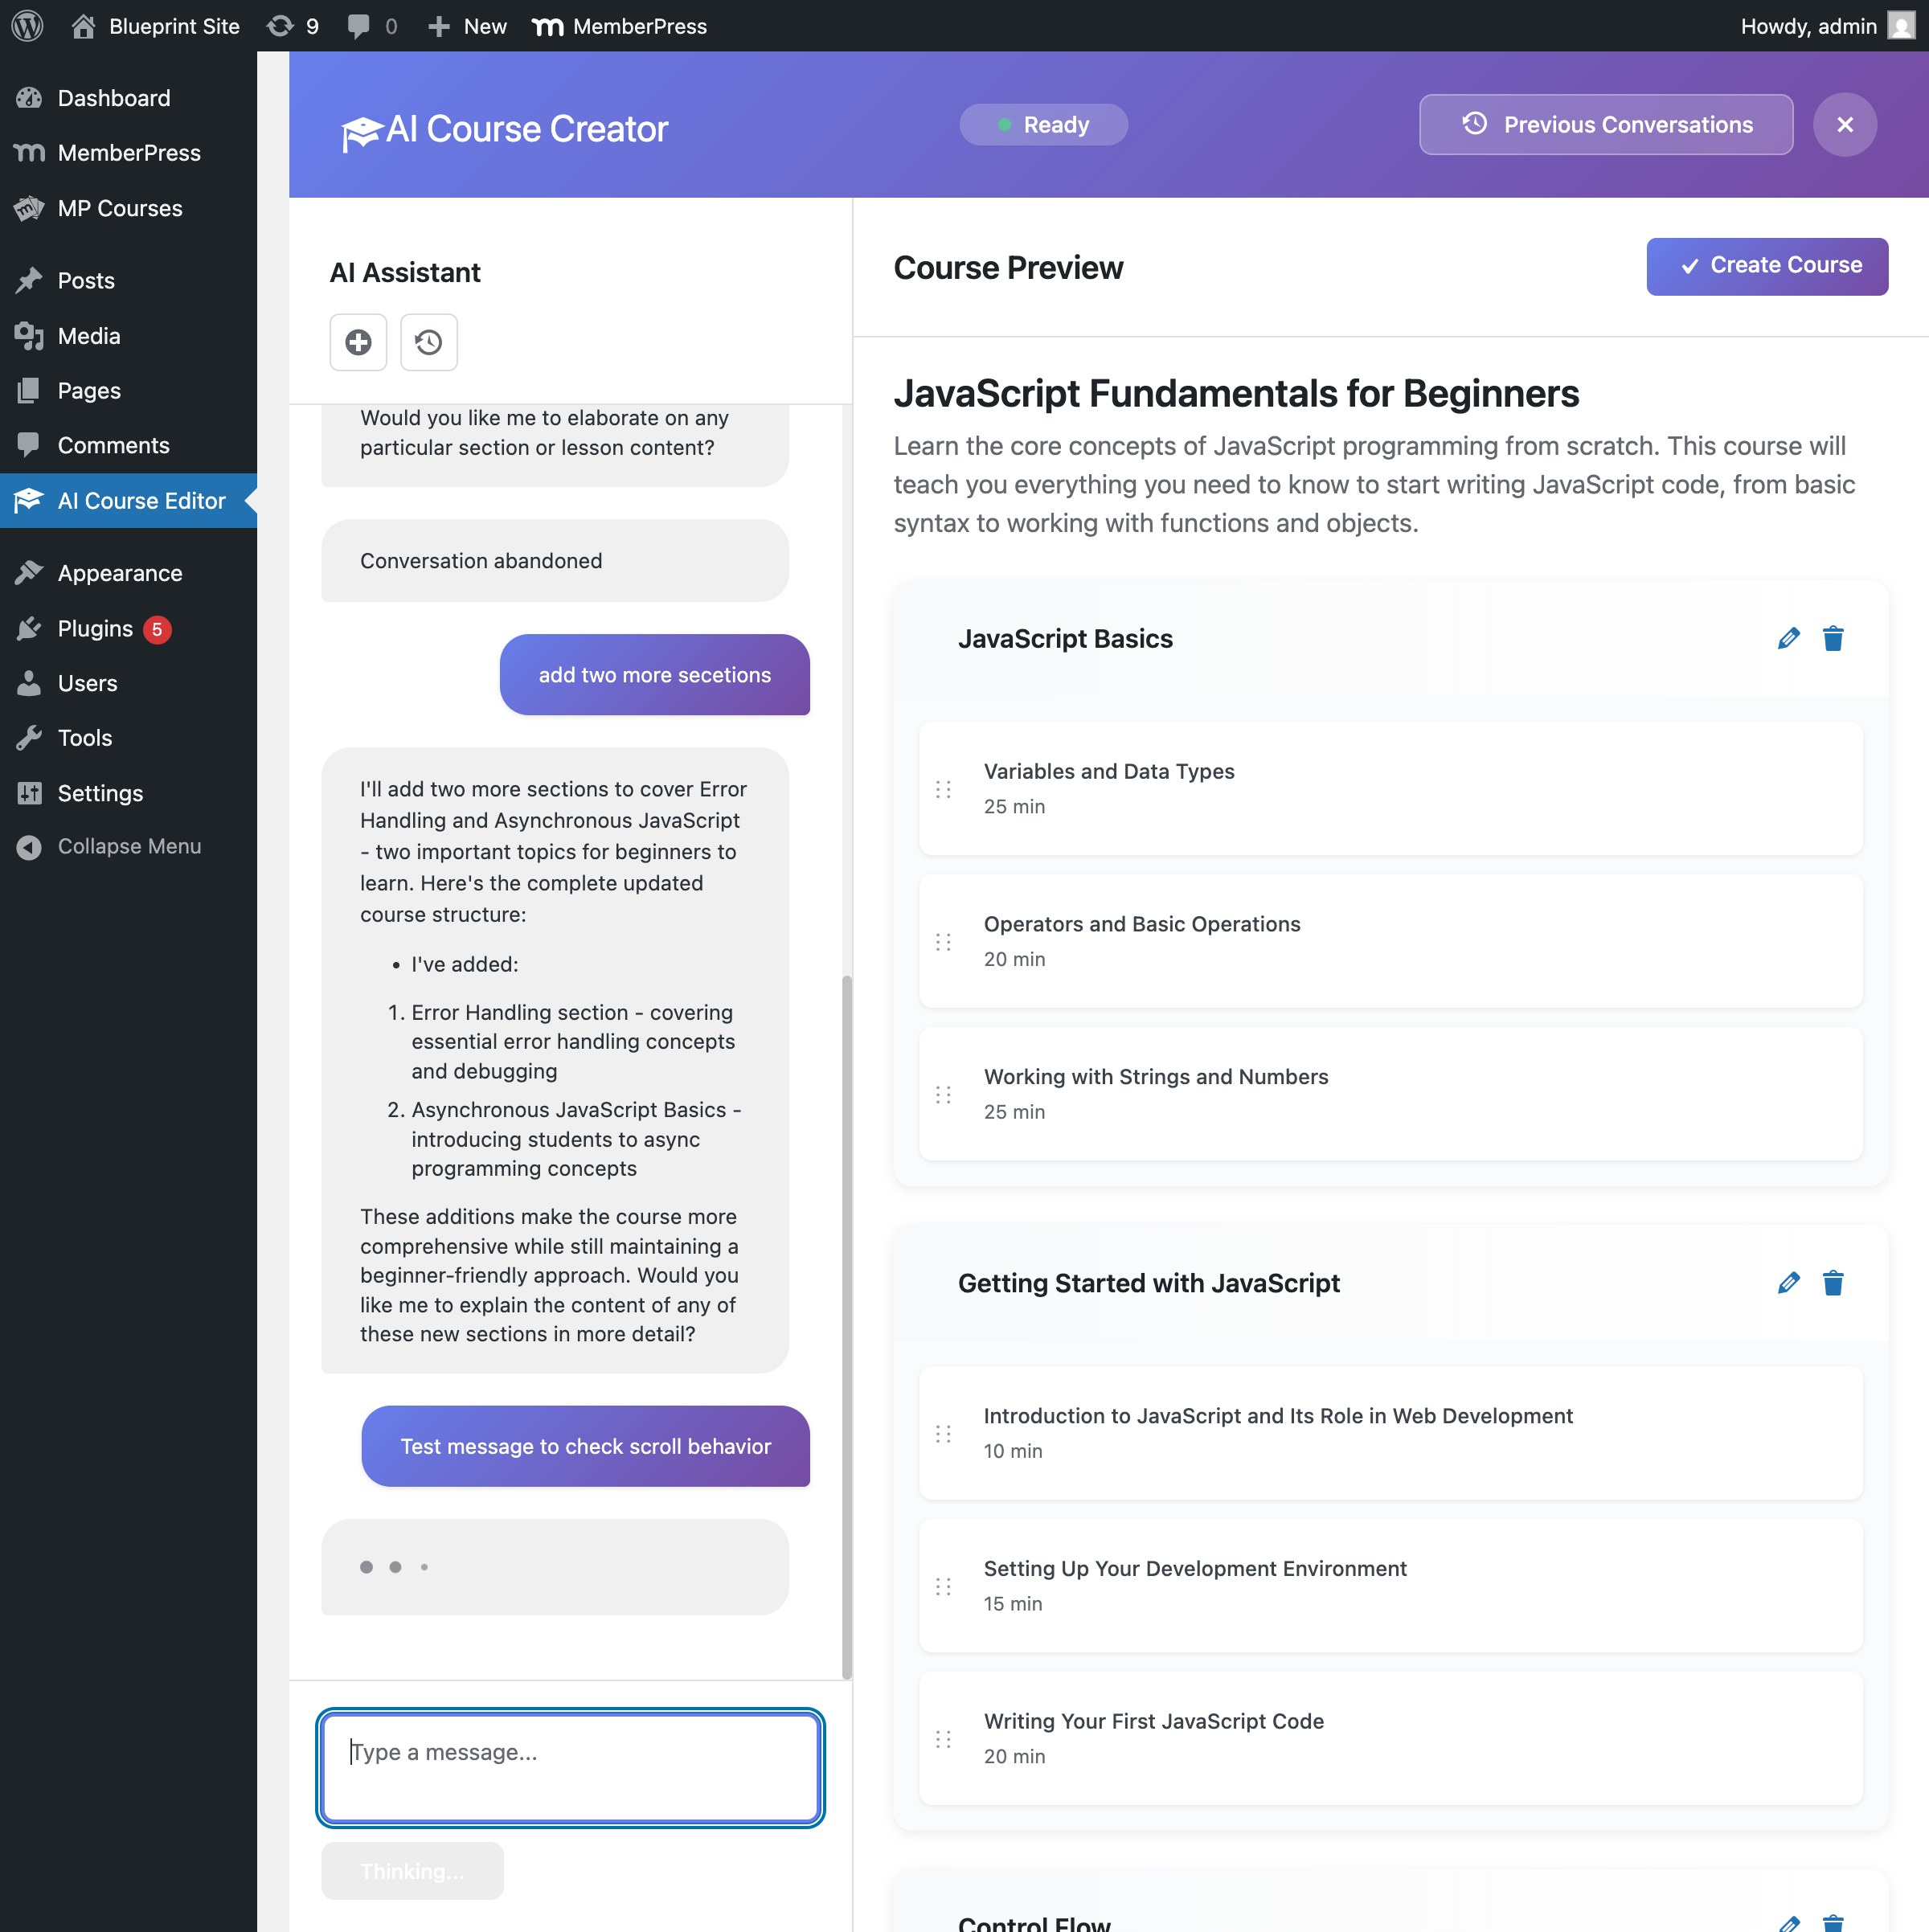 Blueprint Site
9
0
New
MemberPress
Howdy, admin
Dashboard
MemberPress
MP Courses
Posts
Media
Pages
Comments
AI Course Editor
Appearance
Plugins 5
Users
Tools
Settings
Collapse Menu
AI Course Creator
Ready
Previous Conversations
AI Assistant
Would you like me to elaborate on any
particular section or lesson content?
Conversation abandoned
add two more secetions
I'll add two more sections to cover Error
Handling and Asynchronous JavaScript
- two important topics for beginners to
learn. Here's the complete updated
course structure:
• I've added:
1. Error Handling section - covering
essential error handling concepts
and debugging
2. Asynchronous JavaScript Basics -
introducing students to async
programming concepts
These additions make the course more
comprehensive while still maintaining a
beginner-friendly approach. Would you
like me to explain the content of any of
these new sections in more detail?
Test message to check scroll behavior
Type a message...
Thinking...
Course Preview
Create Course
JavaScript Fundamentals for Beginners
Learn the core concepts of JavaScript programming from scratch. This course will
teach you everything you need to know to start writing JavaScript code, from basic
syntax to working with functions and objects.
JavaScript Basics
Variables and Data Types
25 min
Operators and Basic Operations
20 min
Working with Strings and Numbers
25 min
Getting Started with JavaScript
Introduction to JavaScript and Its Role in Web Development
10 min
Setting Up Your Development Environment
15 min
Writing Your First JavaScript Code
20 min
Control Flow